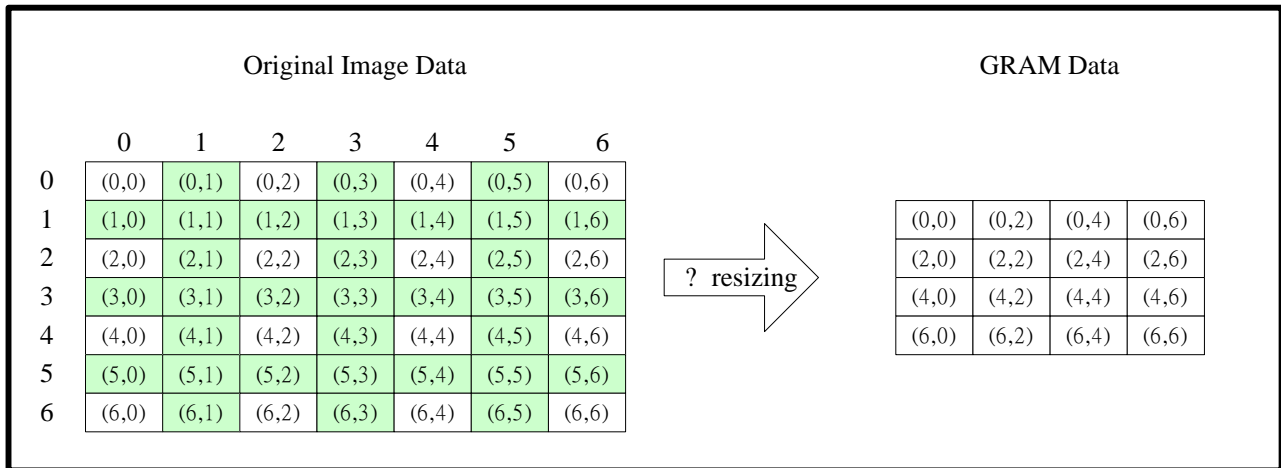 Original Image Data
GRAM Data
0 1 2 3 4 5 6
0 (0,0) (0,1) (0,2) (0,3) (0,4) (0,5) (0,6)
1 (1,0) (1,1) (1,2) (1,3) (1,4) (1,5) (1,6)
2 (2,0) (2,1) (2,2) (2,3) (2,4) (2,5) (2,6)
3 (3,0) (3,1) (3,2) (3,3) (3,4) (3,5) (3,6)
4 (4,0) (4,1) (4,2) (4,3) (4,4) (4,5) (4,6)
5 (5,0) (5,1) (5,2) (5,3) (5,4) (5,5) (5,6)
6 (6,0) (6,1) (6,2) (6,3) (6,4) (6,5) (6,6)
? resizing
(0,0) (0,2) (0,4) (0,6)
(2,0) (2,2) (2,4) (2,6)
(4,0) (4,2) (4,4) (4,6)
(6,0) (6,2) (6,4) (6,6)